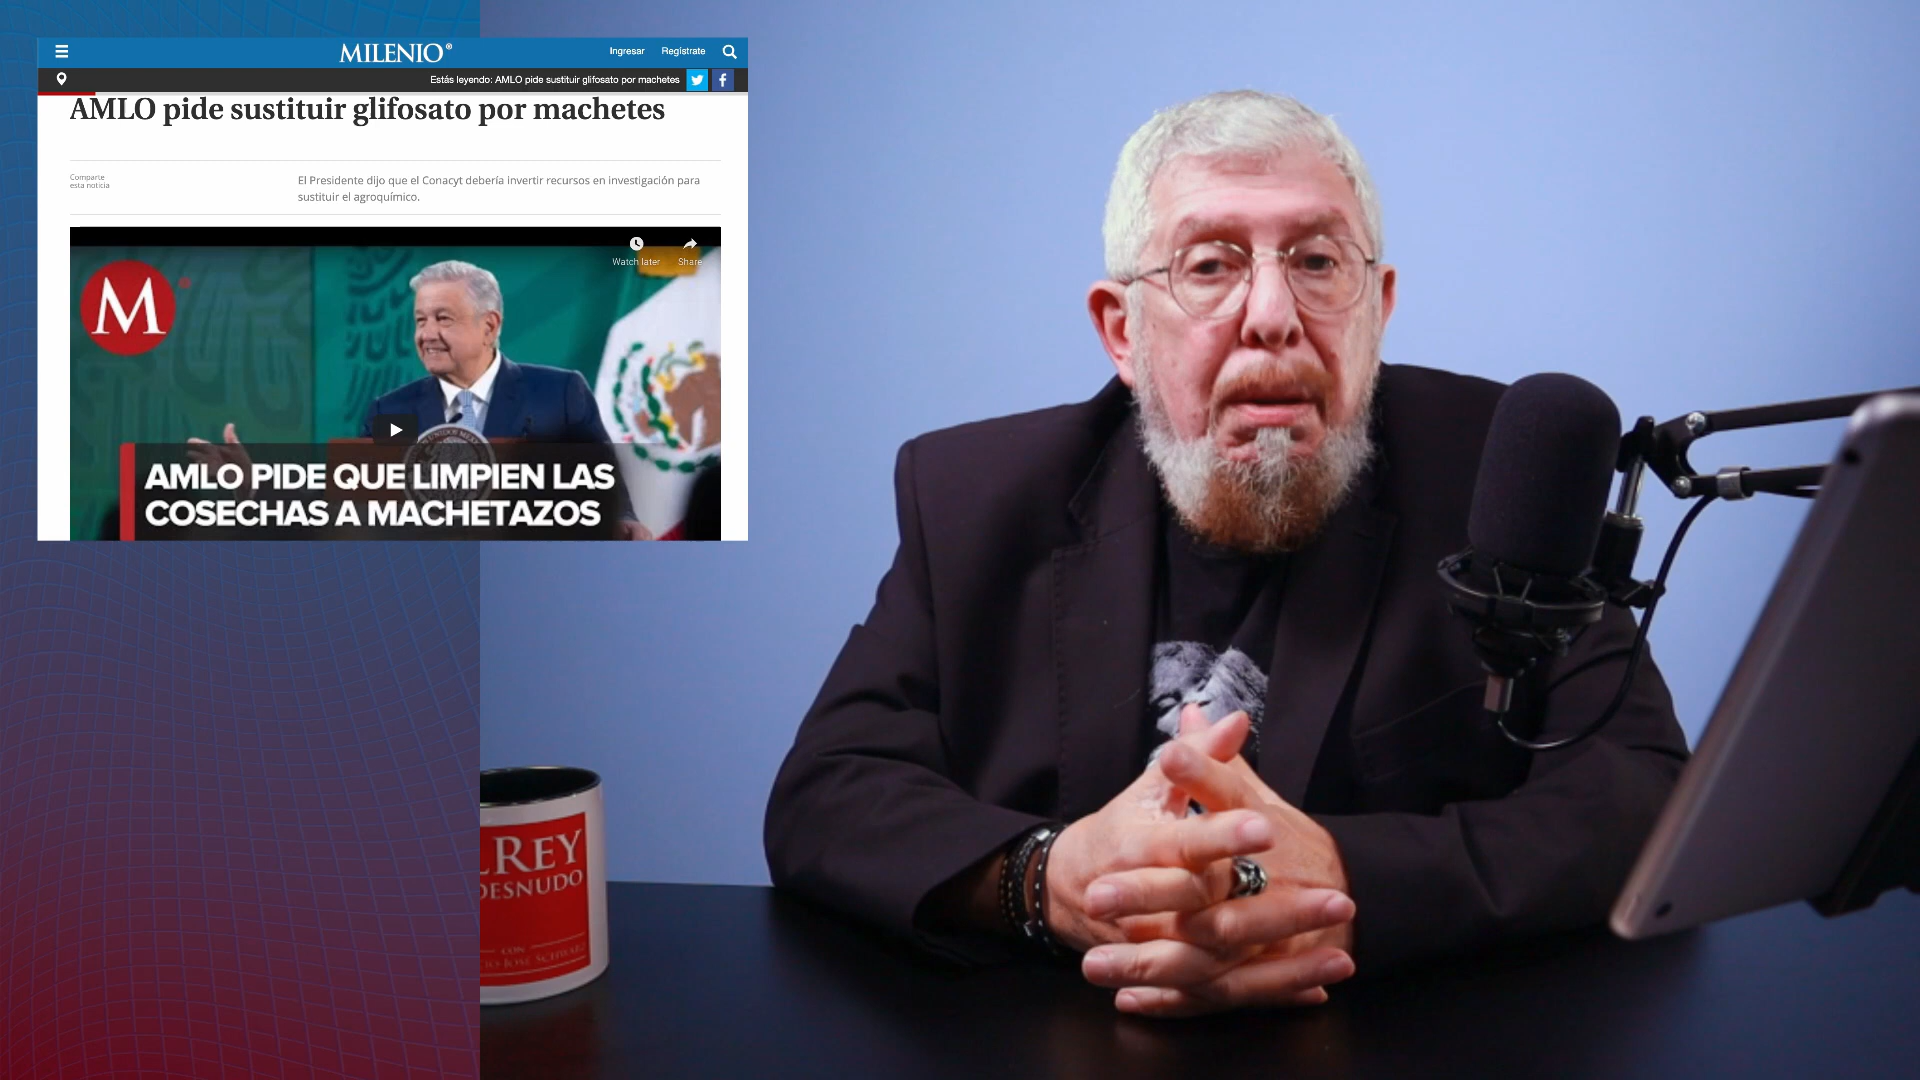 MILENIO®
Ingresar Regístrate
Estás leyendo: AMLO pide sustituir glifosato por machetes
AMLO pide sustituir glifosato por machetes
Comparte
esta noticia
El Presidente dijo que el Conacyt debería invertir recursos en investigación para
sustituir el agroquímico.
Watch later Share
M
AMLO PIDE QUE LIMPIEN LAS
COSECHAS A MACHETAZOS
REY
DESNUDO
CON